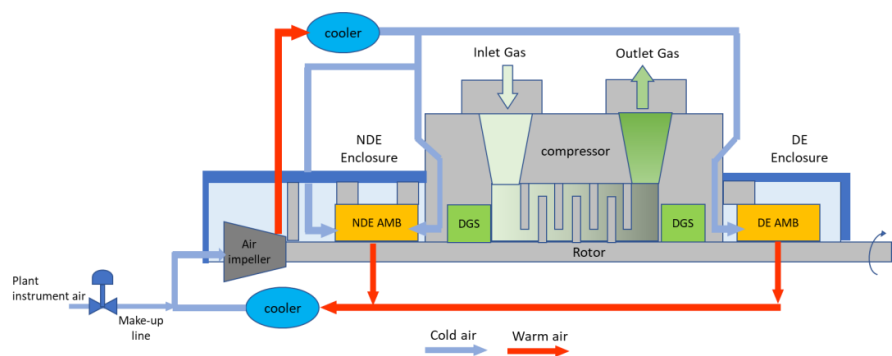 cooler
Inlet Gas
Outlet Gas
NDE
Enclosure
compressor
DE
Enclosure
NDE AMB
DGS
DGS
DE AMB
Air
impeller
Rotor
Plant
instrument air
Make-up
line
cooler
Cold air
Warm air